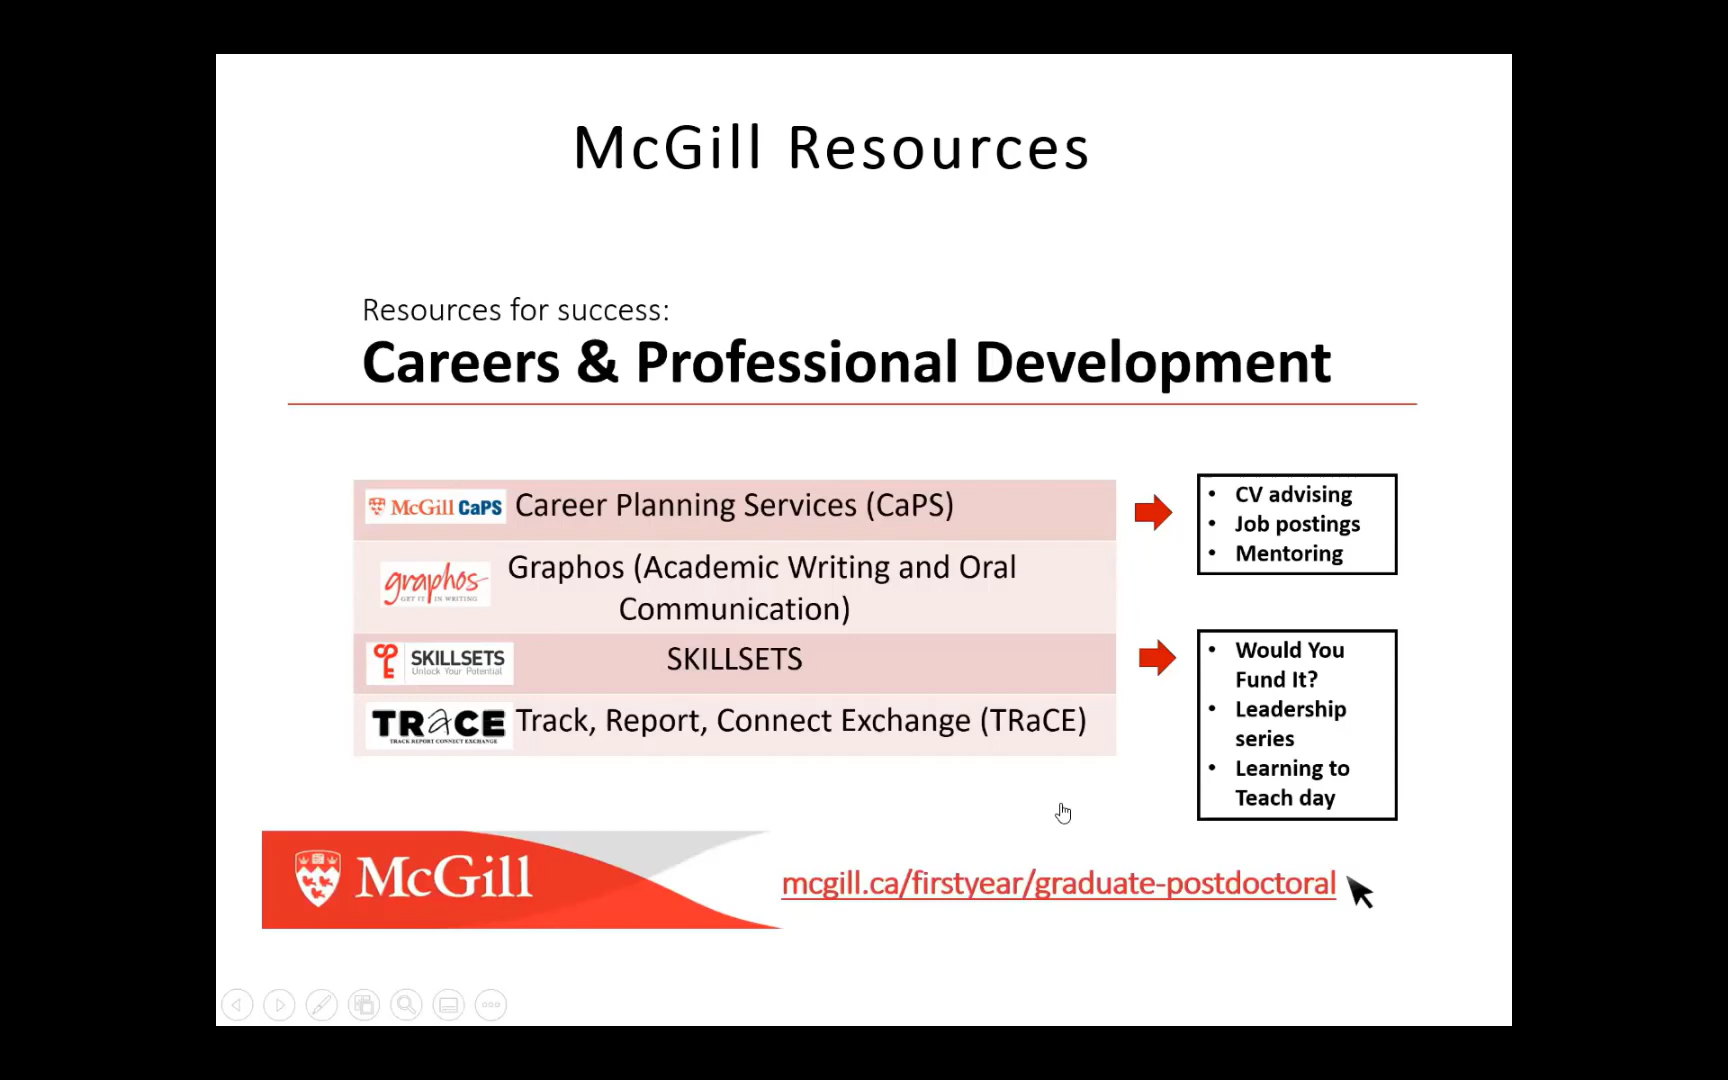 McGill Resources
Resources for success:
Careers & Professional Development
McGill CaPS Career Planning Services (CaPS)
graphos
GET IT IN WRITING
Graphos (Academic Writing and Oral
Communication)
SKILLSETS
Unlock Your Potential
SKILLSETS
TRaCE
TRACK REPORT CONNECT EXCHANGE
Track, Report, Connect Exchange (TRaCE)
• CV advising
• Job postings
• Mentoring
• Would You
Fund It?
• Leadership
series
• Learning to
Teach day
McGill
mcgill.ca/firstyear/graduate-postdoctoral